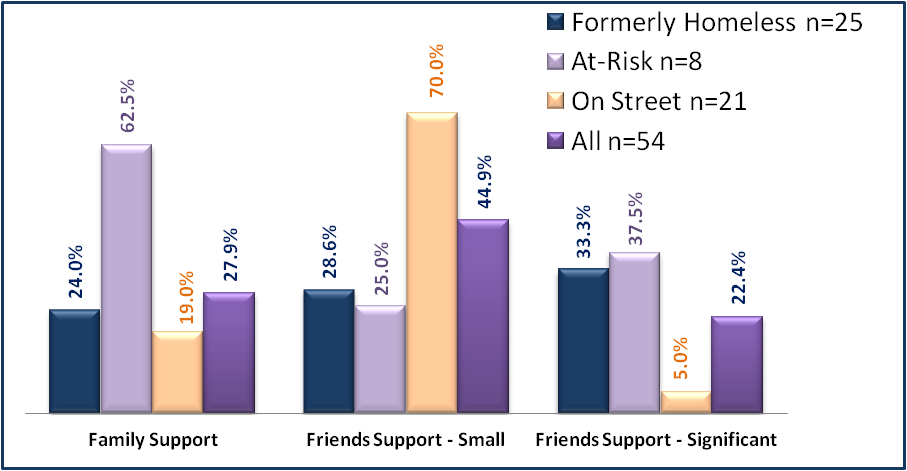 Formerly Homeless n=25
At-Risk n=8
On Street n=21
All n=54
24.0%
62.5%
19.0%
27.9%
28.6%
25.0%
70.0%
44.9%
33.3%
37.5%
5.0%
22.4%
Family Support
Friends Support - Small
Friends Support - Significant